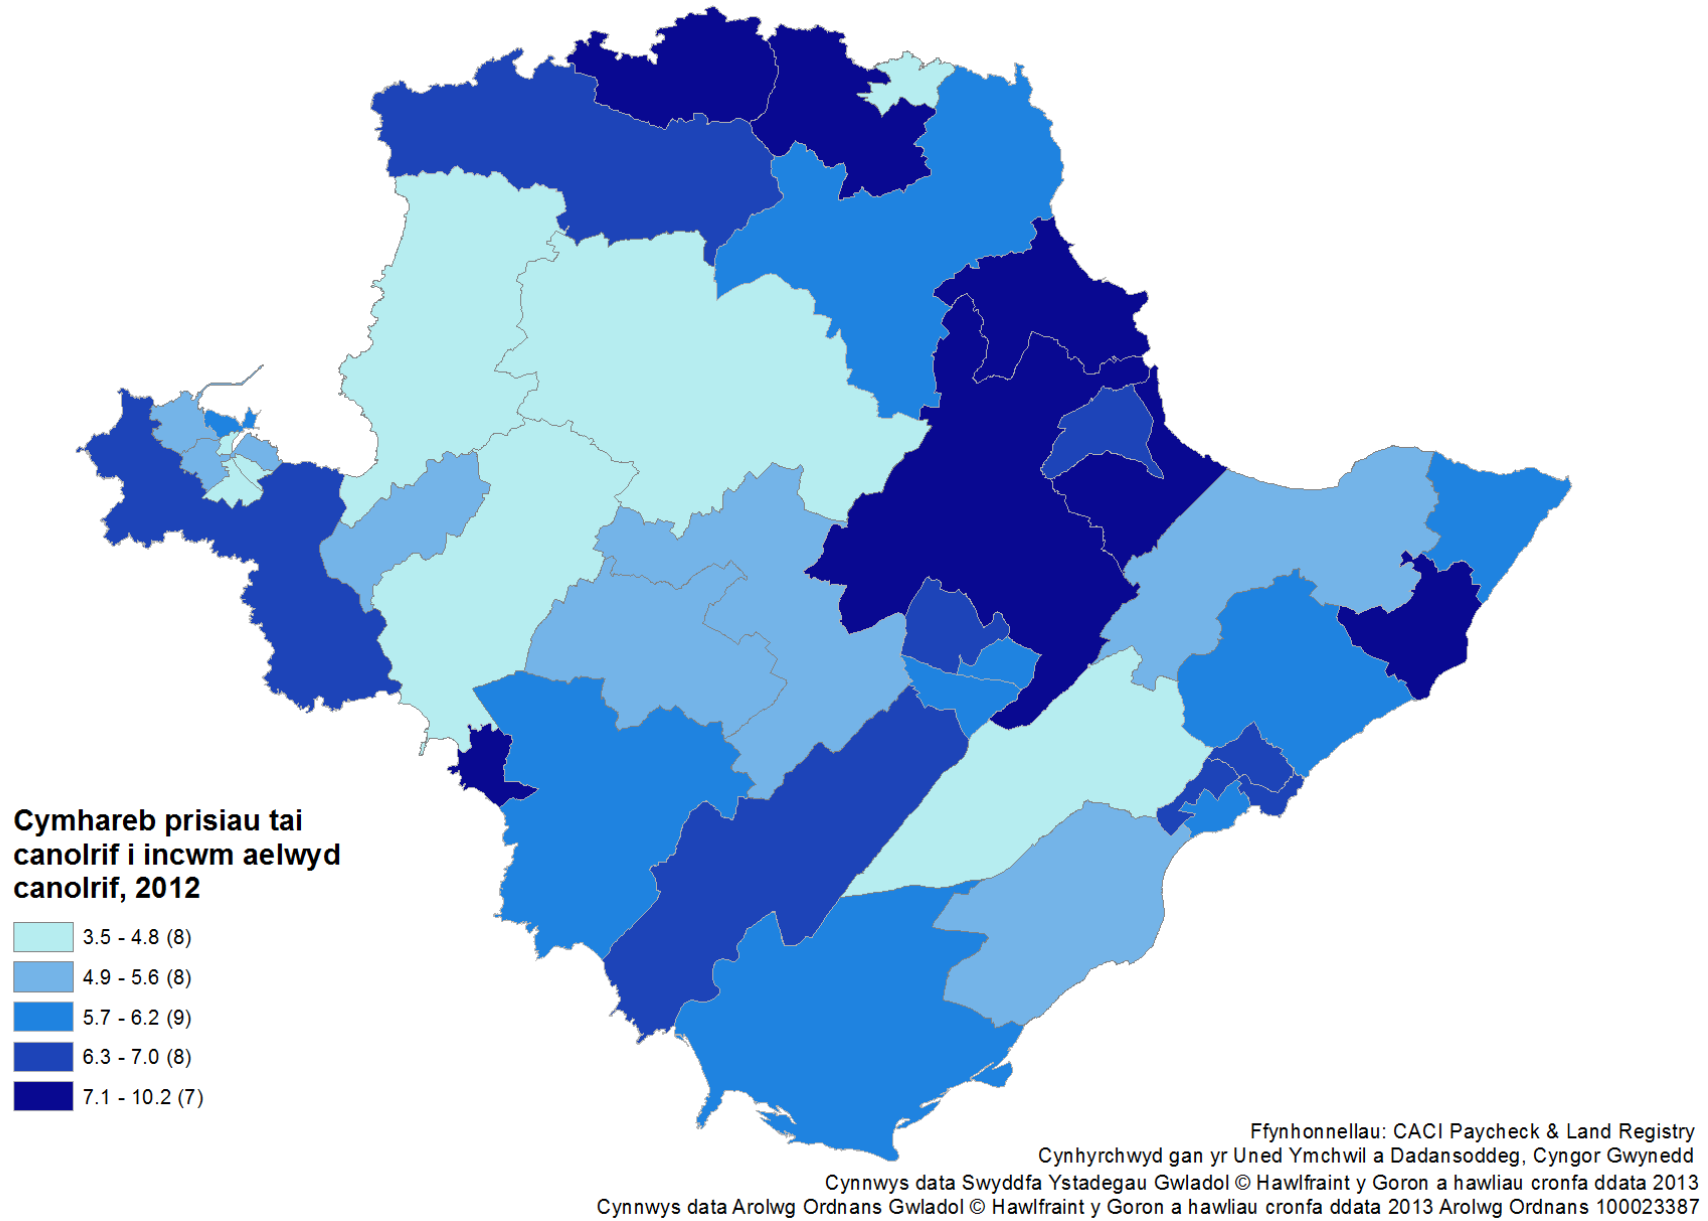 Cymhareb prisiau tai
canolrif i incwm aelwyd
canolrif, 2012
3.5 - 4.8 (8)
4.9 - 5.6 (8)
5.7 - 6.2 (9)
6.3 - 7.0 (8)
7.1 - 10.2 (7)
Ffynhonnellau: CACI Paycheck & Land Registry
Cynhyrchwyd gan yr Uned Ymchwil a Dadansoddeg, Cyngor Gwynedd
Cynnwys data Swyddfa Ystadegau Gwladol © Hawlfraint y Goron a hawliau cronfa ddata 2013
Cynnwys data Arolwg Ordnans Gwladol © Hawlfraint y Goron a hawliau cronfa ddata 2013 Arolwg Ordnans 100023387